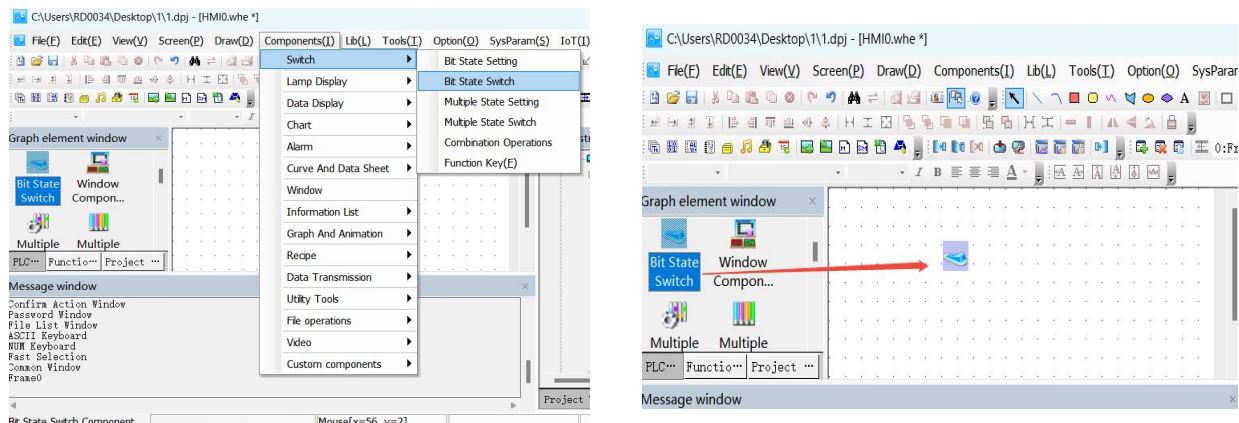 C:\Users\RD0034\Desktop\1\1.dpj - [HMI0.whe *]
File(F) Edit(E) View(V) Screen(P) Draw(D) Components(I) Lib(L) Tools(T) Option(O) SysParam(S) IoT(I)
Switch
Lamp Display
Data Display
Chart
Alarm
Curve And Data Sheet
Window
Information List
Graph And Animation
Recipe
Data Transmission
Utility Tools
File operations
Video
Custom components
Bit State Setting
Bit State Switch
Multiple State Setting
Multiple State Switch
Combination Operations
Function Key(F)
Graph element window
Bit State Switch
Window Compon...
Multiple Multiple
PLC… Functio… Project …
Message window
Confirm Action Window
Password Window
File List Window
ASCII Keyboard
NUM Keyboard
Fast Selection
Common Window
Frame0
Project
Bit State Switch Component
Mouse[x=56 y=2]
C:\Users\RD0034\Desktop\1\1.dpj - [HMI0.whe *]
File(F) Edit(E) View(V) Screen(P) Draw(D) Components(I) Lib(L) Tools(T) Option(O) SysParar
A
0:Fr
I B A
Graph element window
Bit State Switch
Window Compon...
Multiple Multiple
PLC… Functio… Project …
Message window